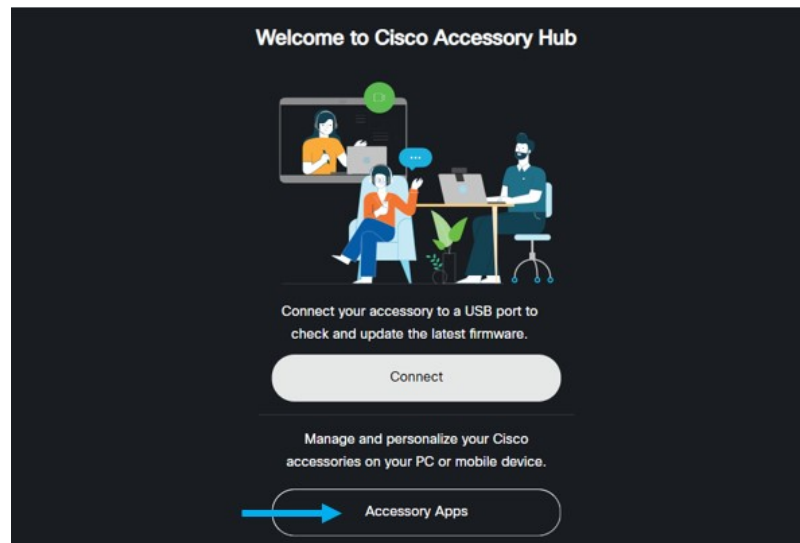 Welcome to Cisco Accessory Hub
Connect your accessory to a USB port to
check and update the latest firmware.
Connect
Manage and personalize your Cisco
accessories on your PC or mobile device.
Accessory Apps